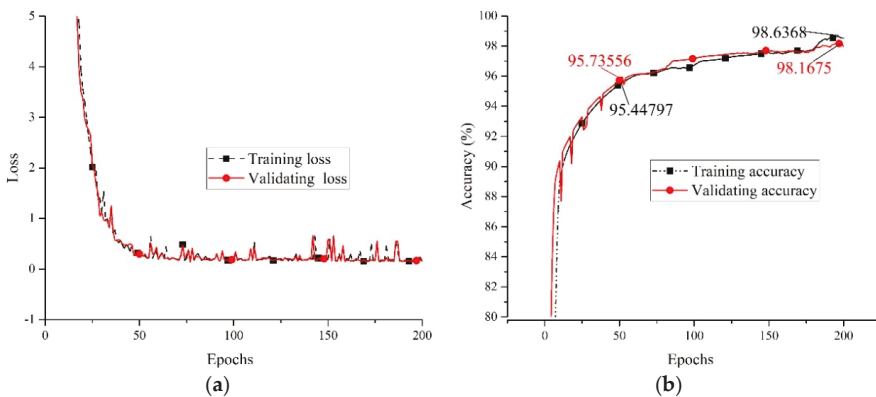 5
4
3
2
1
0
-1
Loss
Training loss
Validating loss
0 50 100 150 200
Epochs
(a)
100
98
96
94
92
90
88
86
84
82
80
Accuracy (%)
98.6368
95.73556
98.1675
95.44797
Training accuracy
Validating accuracy
0 50 100 150 200
Epochs
(b)